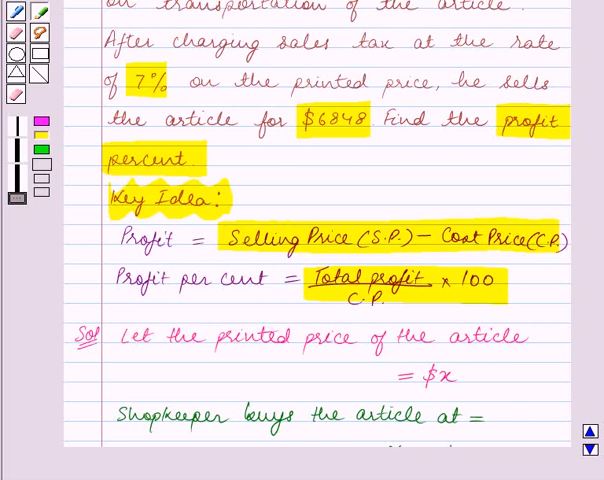 on transportation of the article.
After charging sales tax at the rate
of 7% on the printed price, he sells
the article for $6848. Find the profit
percent.
Key Idea:
Profit = Selling Price (S.P.) - Cost Price (C.P.)
Profit per cent = Total profit / C.P. × 100
Sol Let the printed price of the article
= $x
Shopkeeper buys the article at =